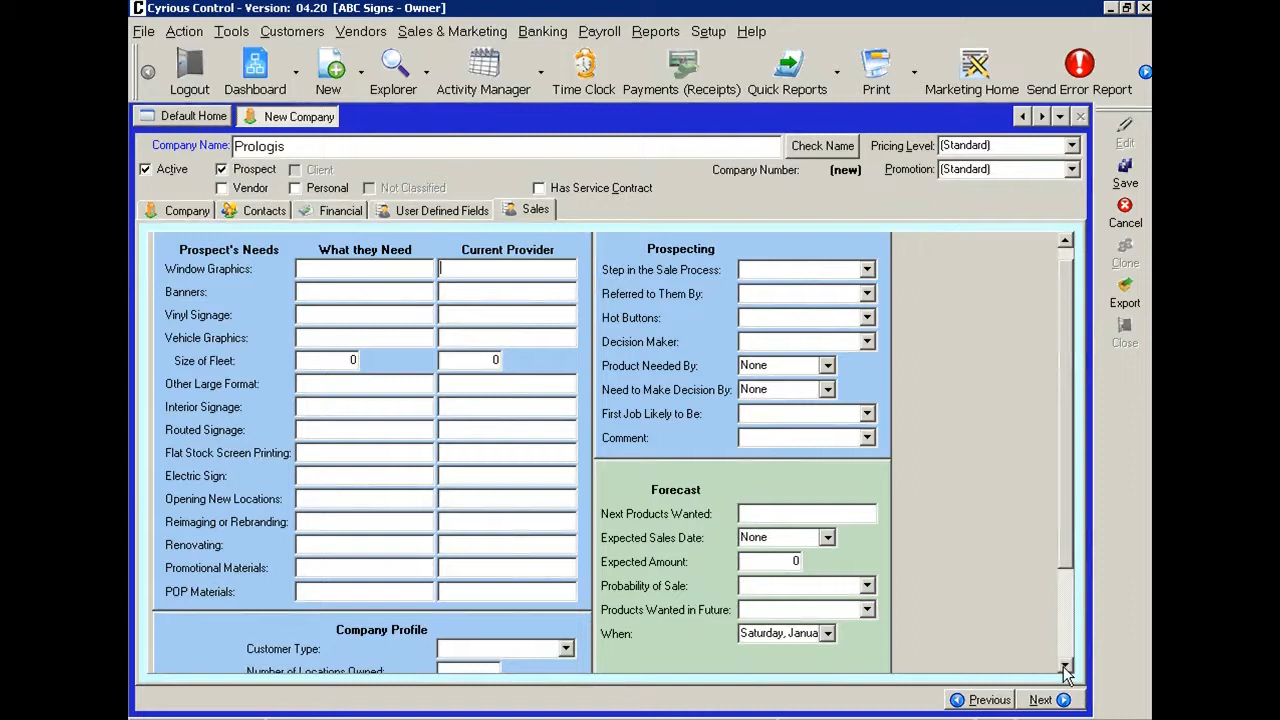 Cyrious Control - Version: 04.20 [ABC Signs - Owner]
File Action Tools Customers Vendors Sales & Marketing Banking Payroll Reports Setup Help
Logout Dashboard New Explorer Activity Manager Time Clock Payments (Receipts) Quick Reports Print Marketing Home Send Error Report
Default Home New Company
Company Name: Prologis Check Name Pricing Level: (Standard)
Active Prospect Client Company Number: (new) Promotion: (Standard)
Vendor Personal Not Classified Has Service Contract
Company Contacts Financial User Defined Fields Sales
Edit
Save
Cancel
Clone
Export
Close
Prospect's Needs What they Need Current Provider
Window Graphics:
Banners:
Vinyl Signage:
Vehicle Graphics:
Size of Fleet: 0 0
Other Large Format:
Interior Signage:
Routed Signage:
Flat Stock Screen Printing:
Electric Sign:
Opening New Locations:
Reimaging or Rebranding:
Renovating:
Promotional Materials:
POP Materials:
Company Profile
Customer Type:
Number of Locations Owned:
Prospecting
Step in the Sale Process:
Referred to Them By:
Hot Buttons:
Decision Maker:
Product Needed By: None
Need to Make Decision By: None
First Job Likely to Be:
Comment:
Forecast
Next Products Wanted:
Expected Sales Date: None
Expected Amount: 0
Probability of Sale:
Products Wanted in Future:
When: Saturday, Janua
Previous Next